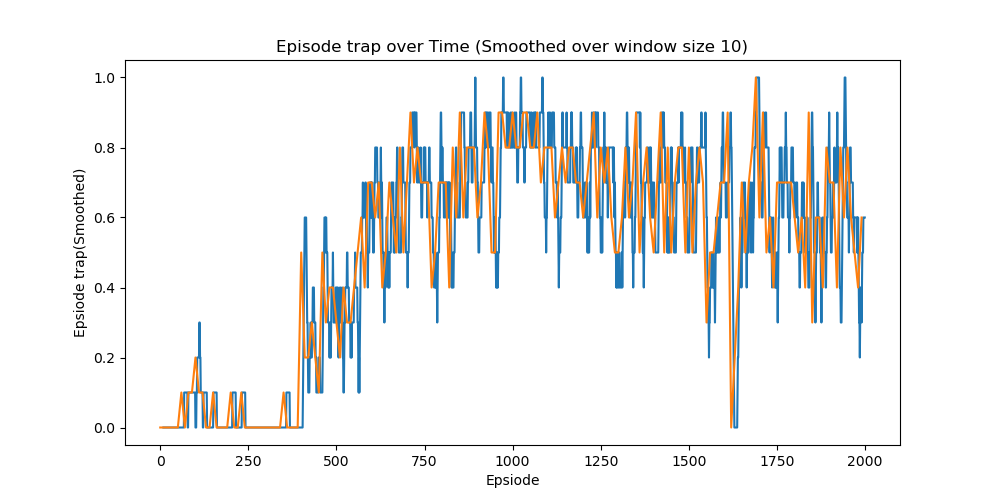 Episode trap over Time (Smoothed over window size 10)
1.0
0.8
0.6
0.4
0.2
0.0
Epsiode trap(Smoothed)
0 250 500 750 1000 1250 1500 1750 2000
Epsiode